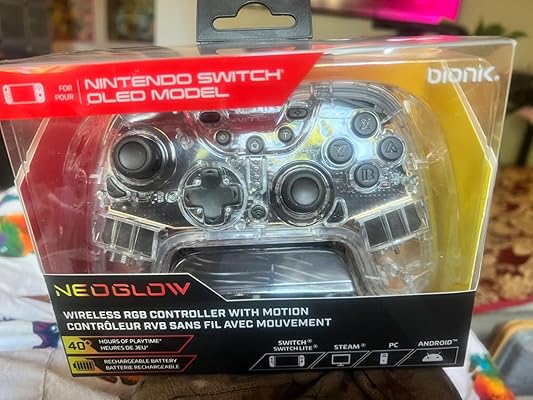 FOR
POUR
NINTENDO SWITCH®
OLED MODEL
bionik®
X
Y
A
B
NEOGLOW
WIRELESS RGB CONTROLLER WITH MOTION
CONTRÔLEUR RVB SANS FIL AVEC MOUVEMENT
40+ HOURS OF PLAYTIME*
HEURES DE JEU*
RECHARGEABLE BATTERY
BATTERIE RECHARGEABLE
SWITCH®
SWITCH LITE®
STEAM®
PC
ANDROID™